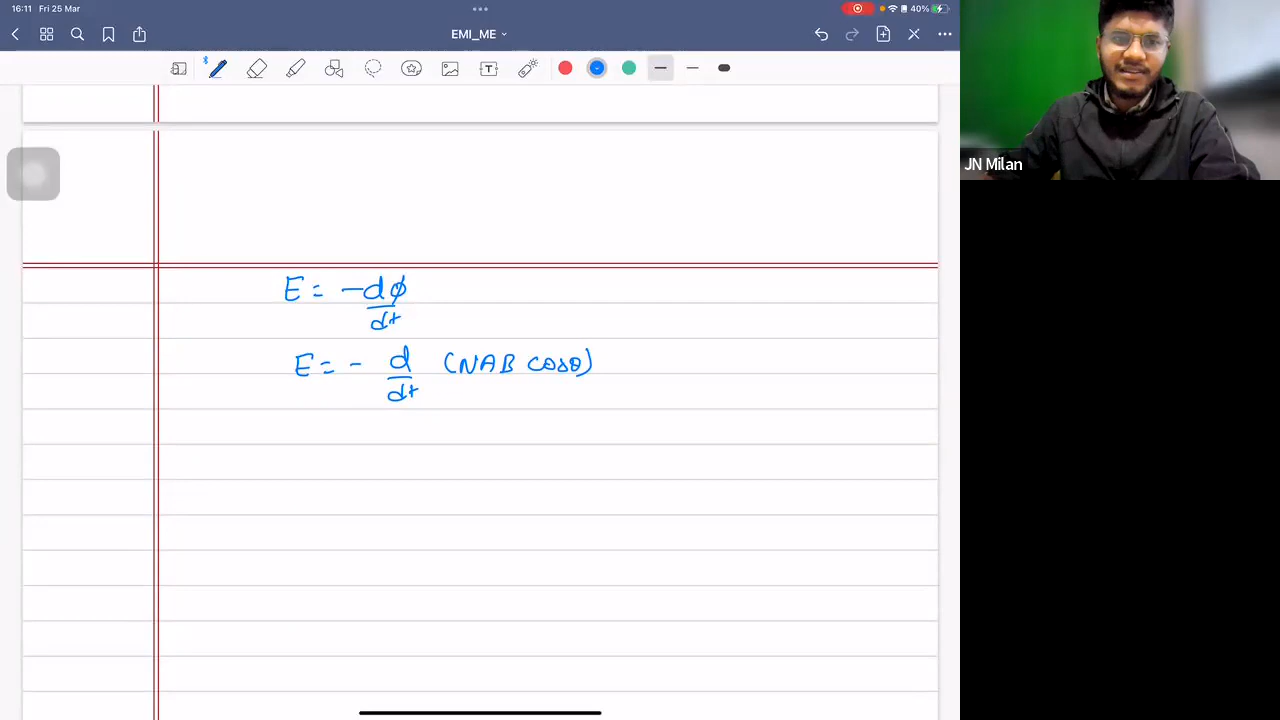 16:11 Fri 25 Mar
40%
EMI_ME
T
JN Milan
E = -dϕ
dt
E = - d (NAB cosθ)
dt